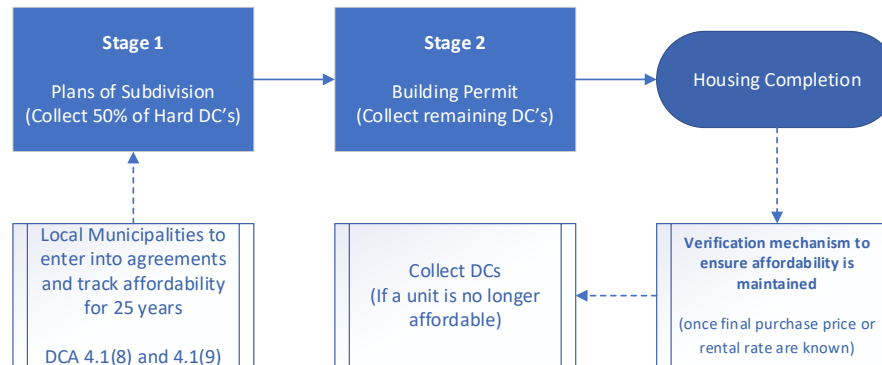 Stage 1
Plans of Subdivision
(Collect 50% of Hard DC’s)
Stage 2
Building Permit
(Collect remaining DC’s)
Housing Completion
Local Municipalities to
enter into agreements
and track affordability
for 25 years
DCA 4.1(8) and 4.1(9)
Collect DCs
(If a unit is no longer
affordable)
Verification mechanism to
ensure affordability is
maintained
(once final purchase price or
rental rate are known)